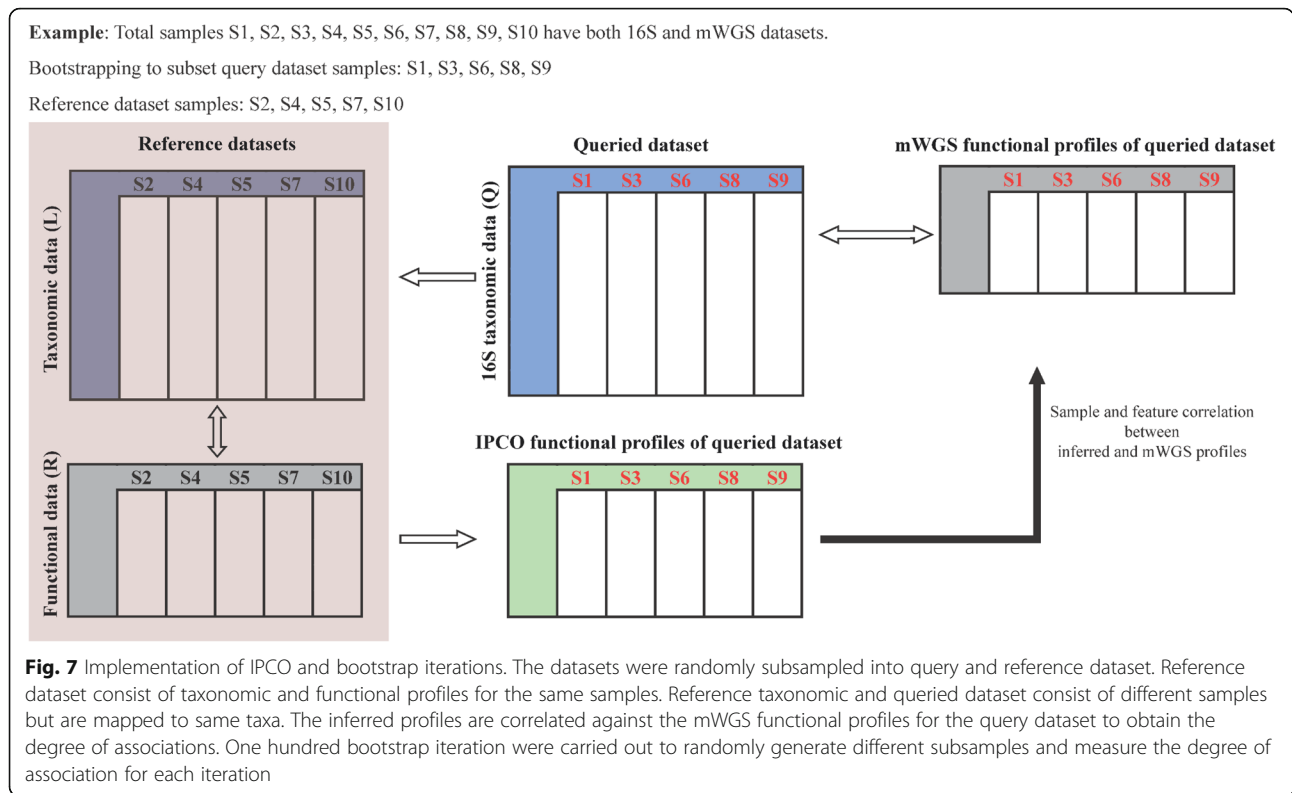 Example: Total samples S1, S2, S3, S4, S5, S6, S7, S8, S9, S10 have both 16S and mWGS datasets.
Bootstrapping to subset query dataset samples: S1, S3, S6, S8, S9
Reference dataset samples: S2, S4, S5, S7, S10
Reference datasets
Taxonomic data (L)
S2 S4 S5 S7 S10
Functional data (R)
S2 S4 S5 S7 S10
Queried dataset
16S taxonomic data (Q)
S1 S3 S6 S8 S9
IPCO functional profiles of queried dataset
S1 S3 S6 S8 S9
mWGS functional profiles of queried dataset
S1 S3 S6 S8 S9
Sample and feature correlation
between
inferred and mWGS profiles
Fig. 7 Implementation of IPCO and bootstrap iterations. The datasets were randomly subsampled into query and reference dataset. Reference
dataset consist of taxonomic and functional profiles for the same samples. Reference taxonomic and queried dataset consist of different samples
but are mapped to same taxa. The inferred profiles are correlated against the mWGS functional profiles for the query dataset to obtain the
degree of associations. One hundred bootstrap iteration were carried out to randomly generate different subsamples and measure the degree of
association for each iteration